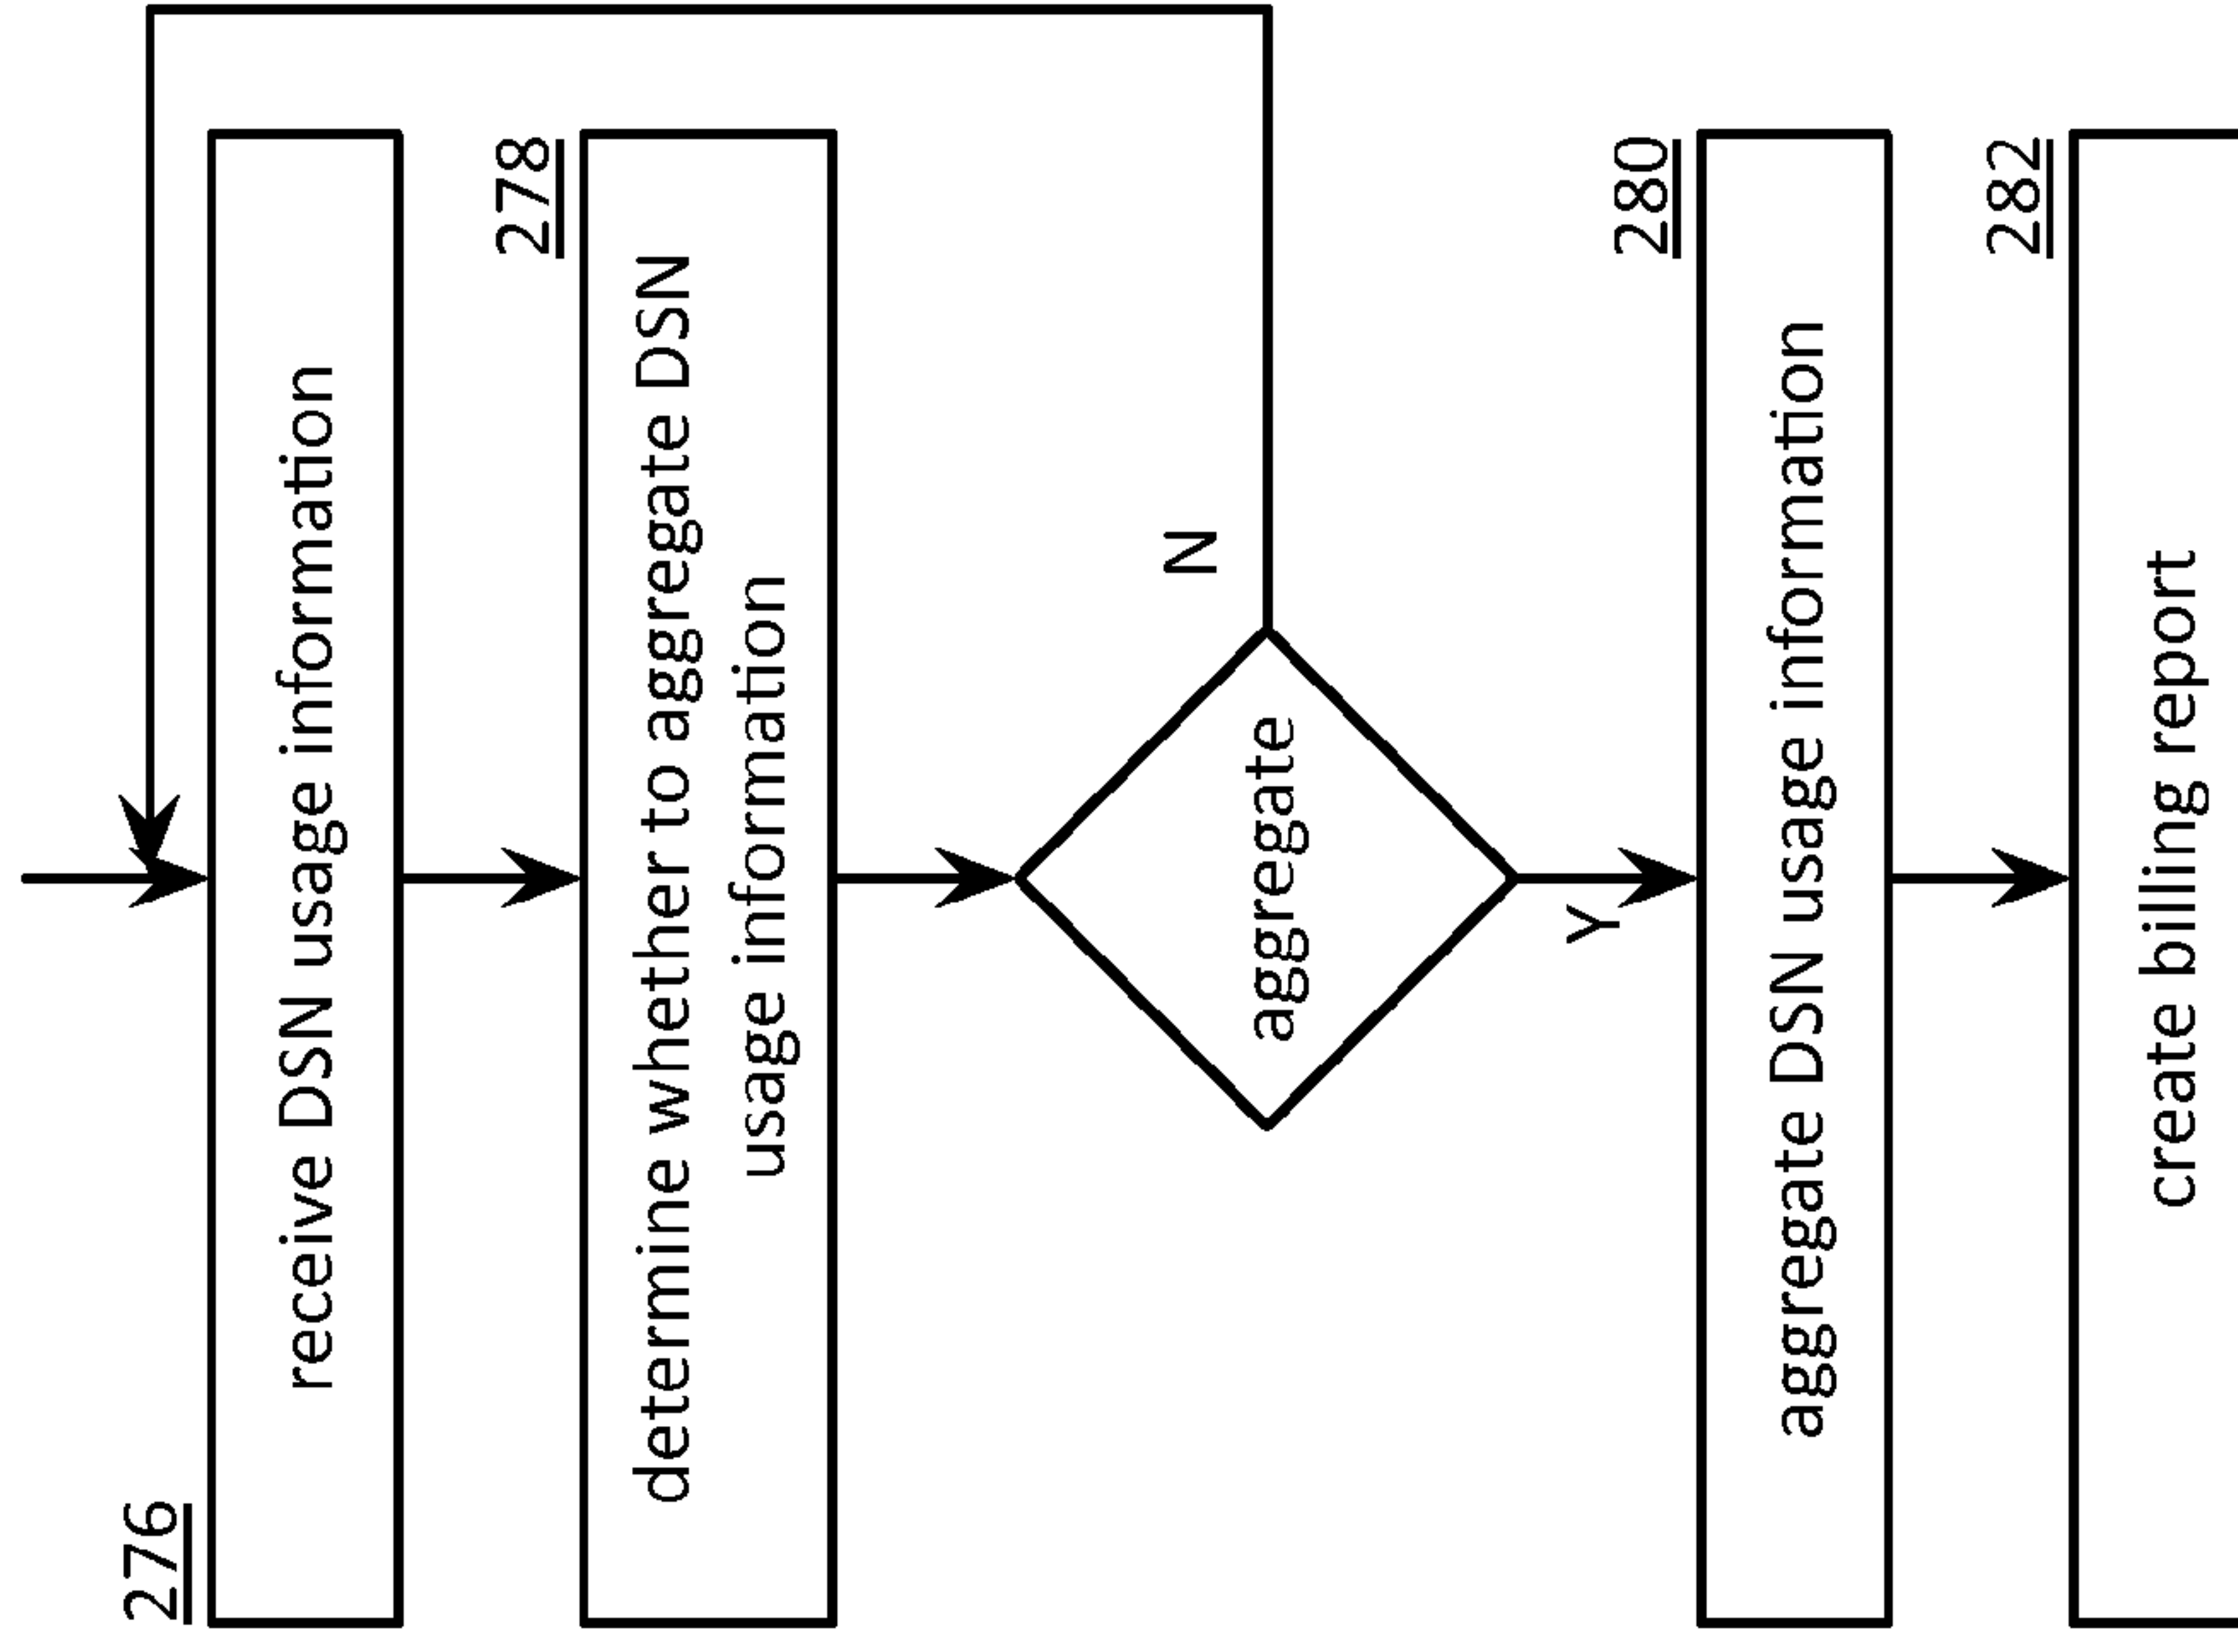 276
receive DSN usage information
278
determine whether to aggregate DSN
usage information
aggregate
N
Y
280
aggregate DSN usage information
282
create billing report